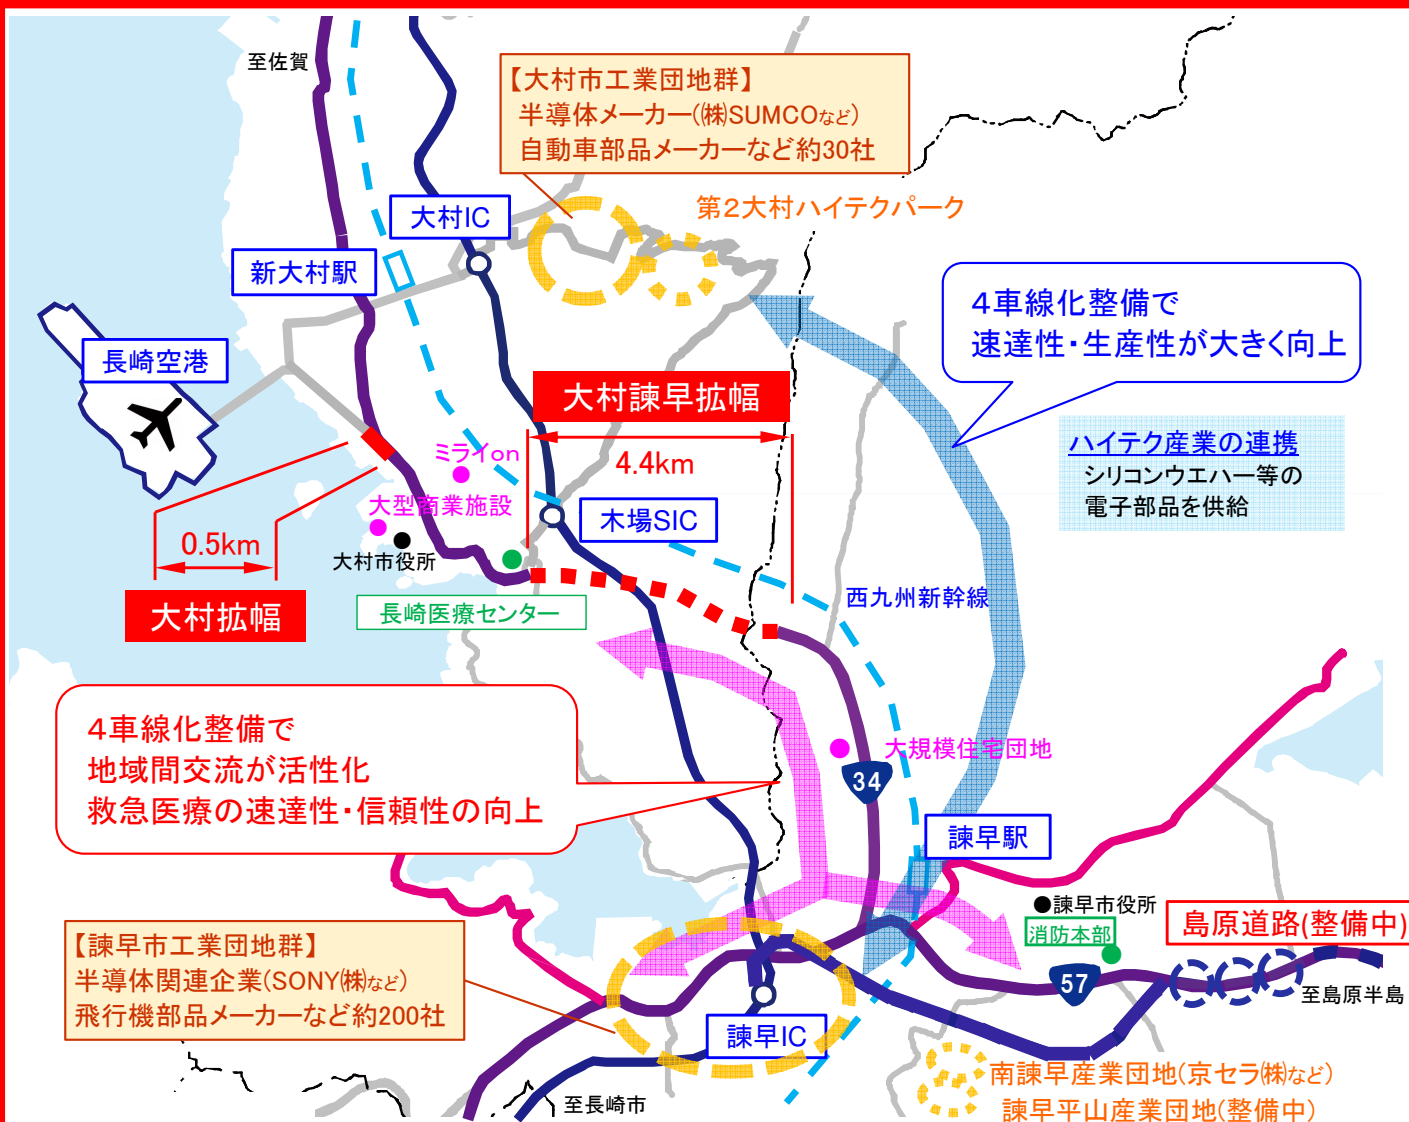 至佐賀
【大村市工業団地群】
半導体メーカー(㈱SUMCOなど)
自動車部品メーカーなど約30社
第2大村ハイテクパーク
大村IC
新大村駅
長崎空港
4車線化整備で
速達性・生産性が大きく向上
大村諫早拡幅
4.4km
ハイテク産業の連携
シリコンウエハー等の
電子部品を供給
ミライon
大型商業施設
木場SIC
0.5km
大村市役所
大村拡幅
長崎医療センター
西九州新幹線
4車線化整備で
地域間交流が活性化
救急医療の速達性・信頼性の向上
大規模住宅団地
34
諫早駅
諫早市役所
消防本部
島原道路(整備中)
【諫早市工業団地群】
半導体関連企業(SONY㈱など)
飛行機部品メーカーなど約200社
57
至島原半島
諫早IC
南諫早産業団地(京セラ㈱など)
諫早平山産業団地(整備中)
至長崎市